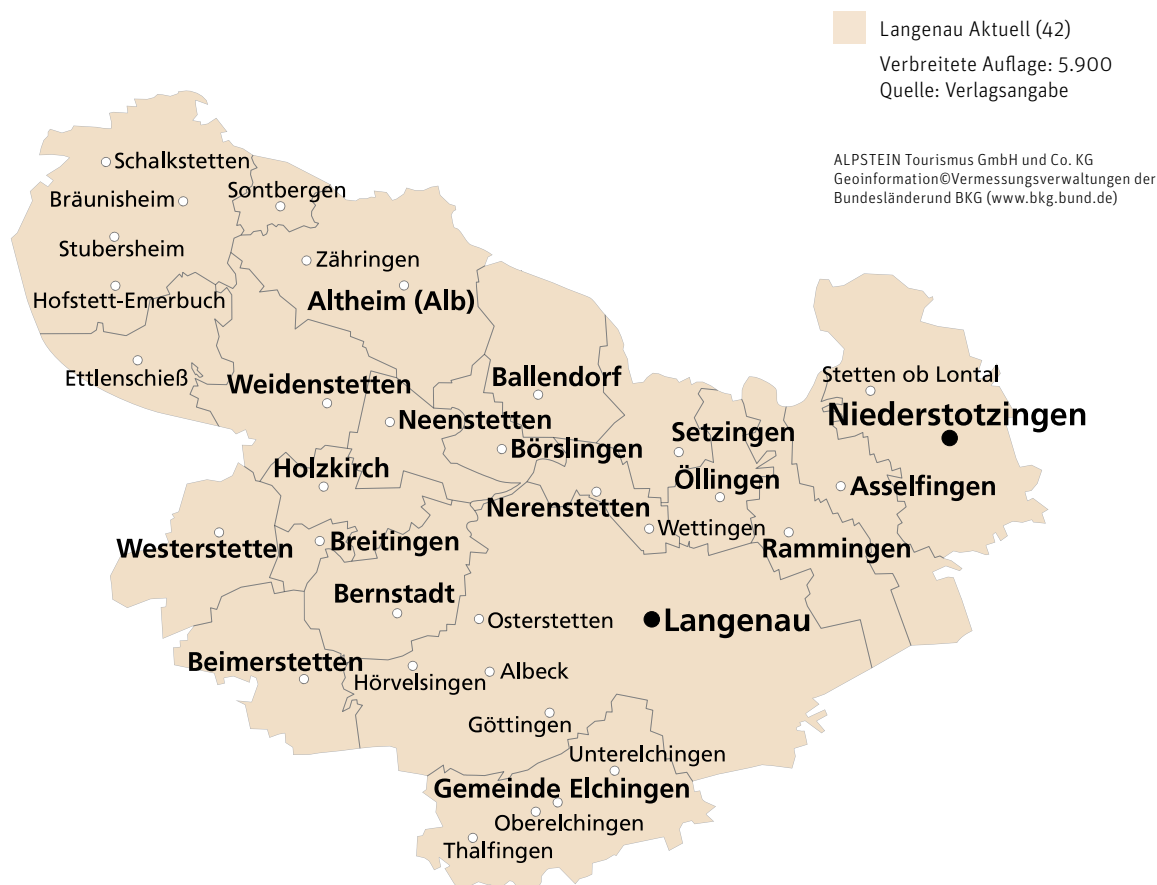 Langenau Aktuell (42)
Verbreitete Auflage: 5.900
Quelle: Verlagsangabe
ALPSTEIN Tourismus GmbH und Co. KG
Geoinformation©Vermessungsverwaltungen der
Bundesländerund BKG (www.bkg.bund.de)
Schalkstetten
Sontbergen
Bräunisheim
Stubersheim
Zähringen
Hofstett-Emerbuch
Altheim (Alb)
Ettlenschieß
Weidenstetten
Ballendorf
Stetten ob Lontal
Neenstetten
Niederstotzingen
Setzingen
Börslingen
Holzkirch
Öllingen
Asselfingen
Nerenstetten
Wettingen
Westerstetten
Breitingen
Rammingen
Bernstadt
Osterstetten
Langenau
Beimerstetten
Hörvelsingen
Albeck
Göttingen
Unterelchingen
Gemeinde Elchingen
Oberelchingen
Thalfingen